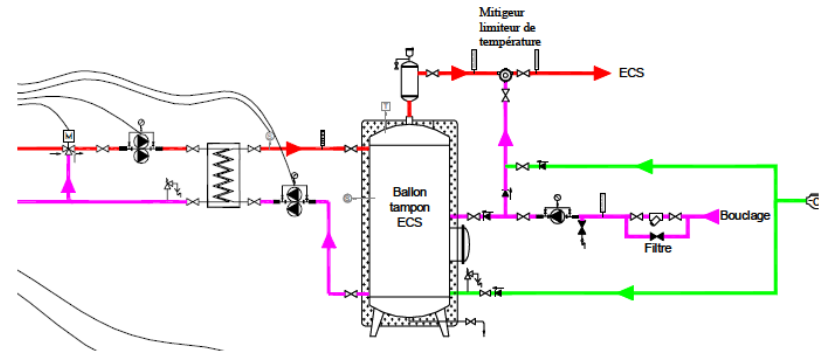 Mitigeur
limiteur de
température
ECS
M
T
S
S
Ballon
tampon
ECS
Bouclage
Filtre